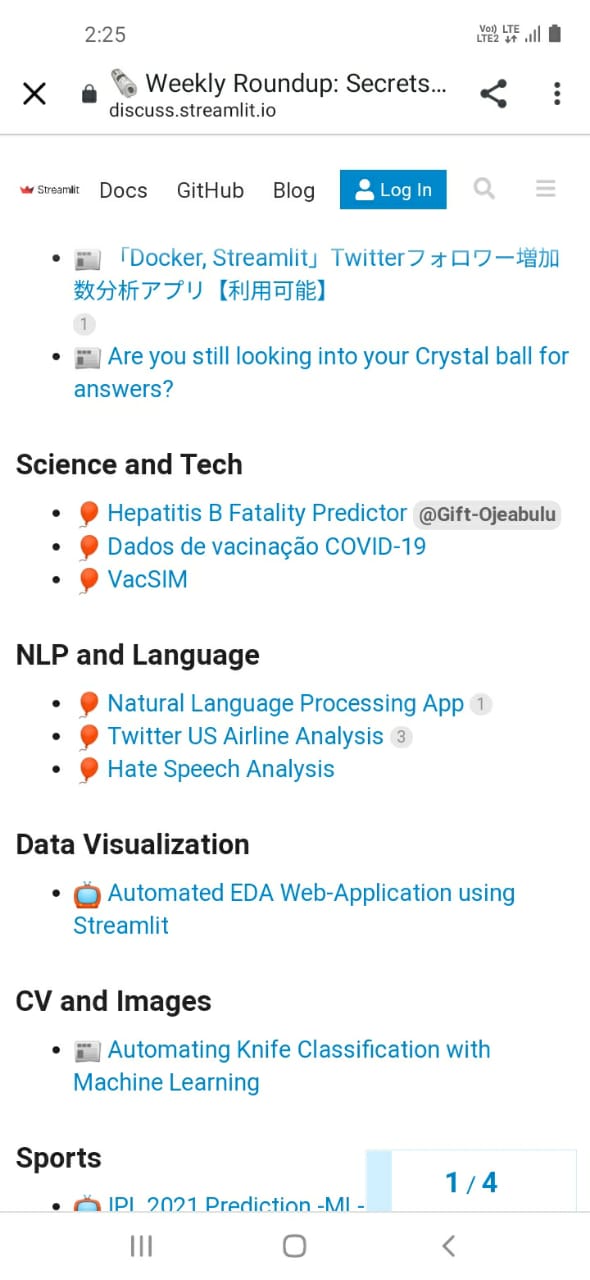 2:25
Vo) LTE
LTE2
Weekly Roundup: Secrets...
discuss.streamlit.io
Streamlit Docs GitHub Blog Log In
「Docker, Streamlit」Twitterフォロワー増加
数分析アプリ【利用可能】
1
Are you still looking into your Crystal ball for
answers?
Science and Tech
Hepatitis B Fatality Predictor @Gift-Ojeabulu
Dados de vacinação COVID-19
VacSIM
NLP and Language
Natural Language Processing App 1
Twitter US Airline Analysis 3
Hate Speech Analysis
Data Visualization
Automated EDA Web-Application using
Streamlit
CV and Images
Automating Knife Classification with
Machine Learning
Sports
IPL 2021 Prediction -ML-
1 / 4